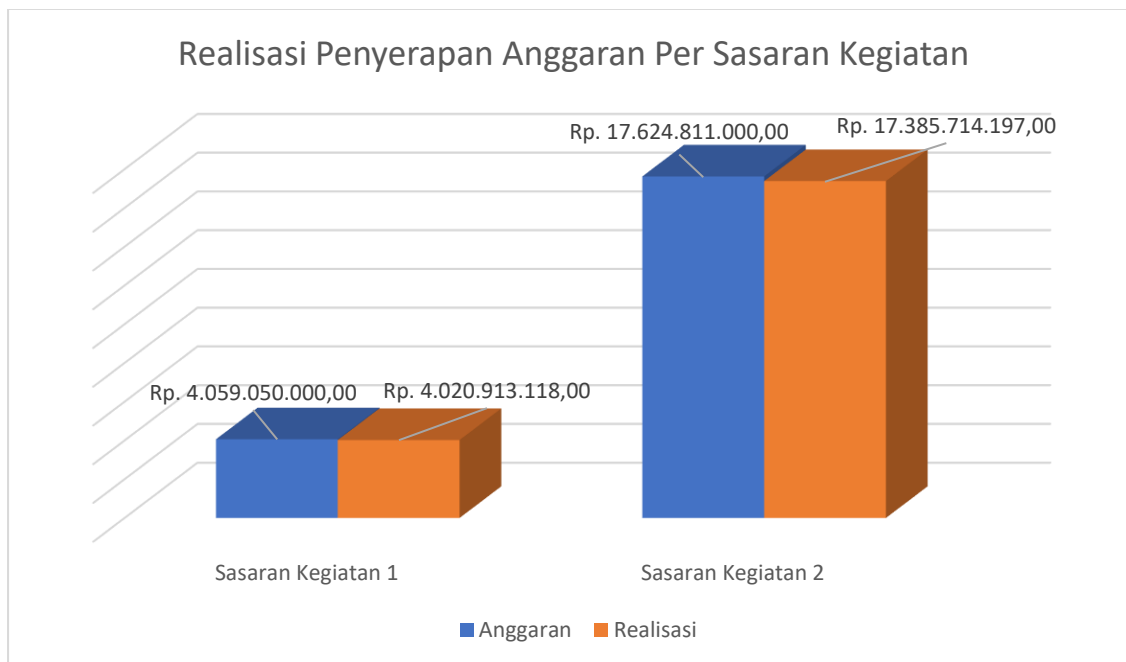 Realisasi Penyerapan Anggaran Per Sasaran Kegiatan
Rp. 17.624.811.000,00
Rp. 17.385.714.197,00
Rp. 4.059.050.000,00
Rp. 4.020.913.118,00
Sasaran Kegiatan 1
Sasaran Kegiatan 2
Anggaran
Realisasi